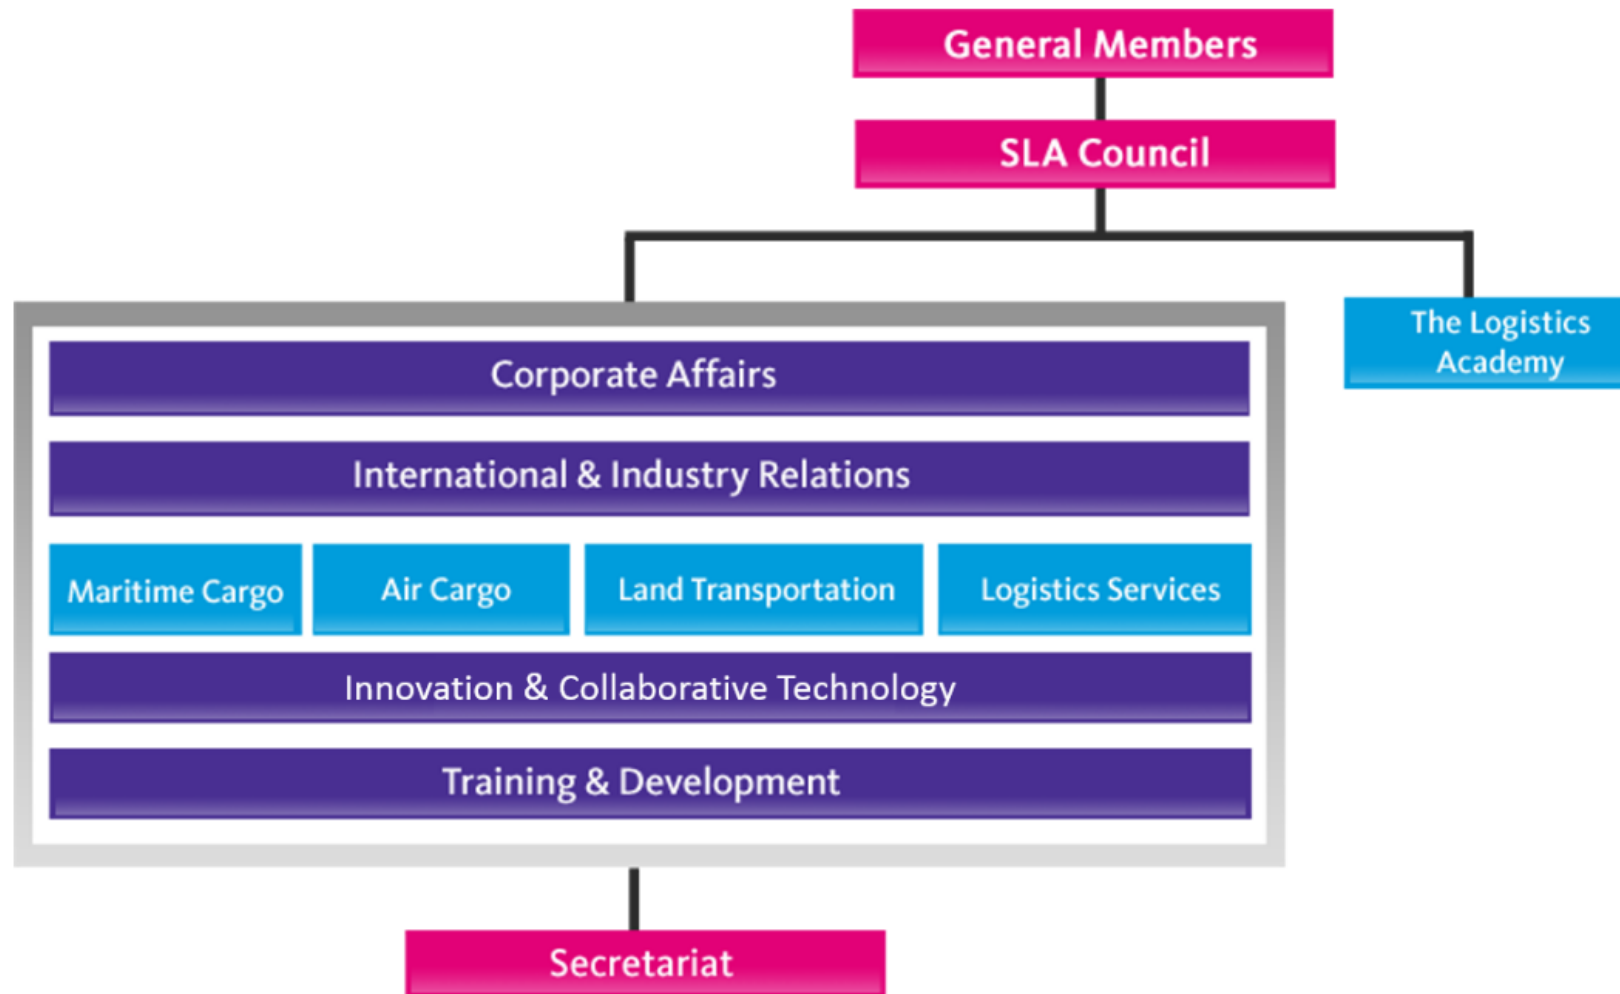 General Members
SLA Council
The Logistics
Academy
Corporate Affairs
International & Industry Relations
Maritime Cargo
Air Cargo
Land Transportation
Logistics Services
Innovation & Collaborative Technology
Training & Development
Secretariat